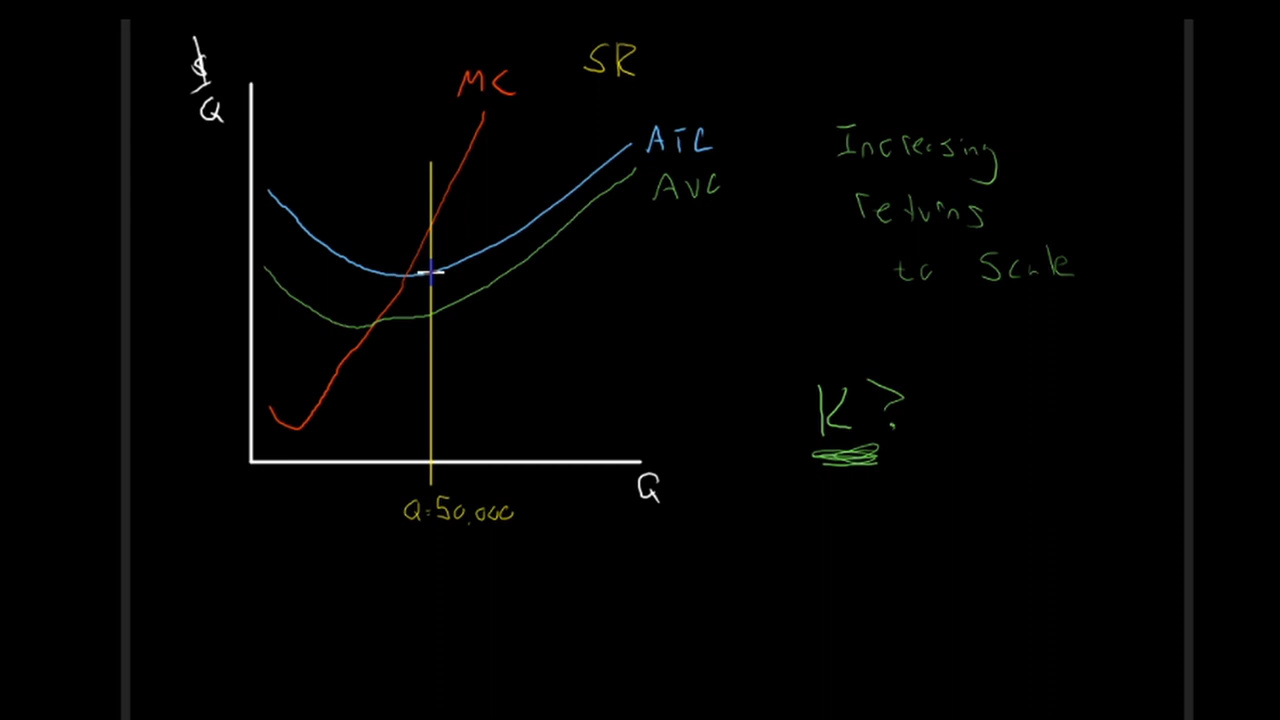 $/Q
MC
SR
ATC
AVC
Increasing
returns
to Scale
K?
Q
Q=50,000